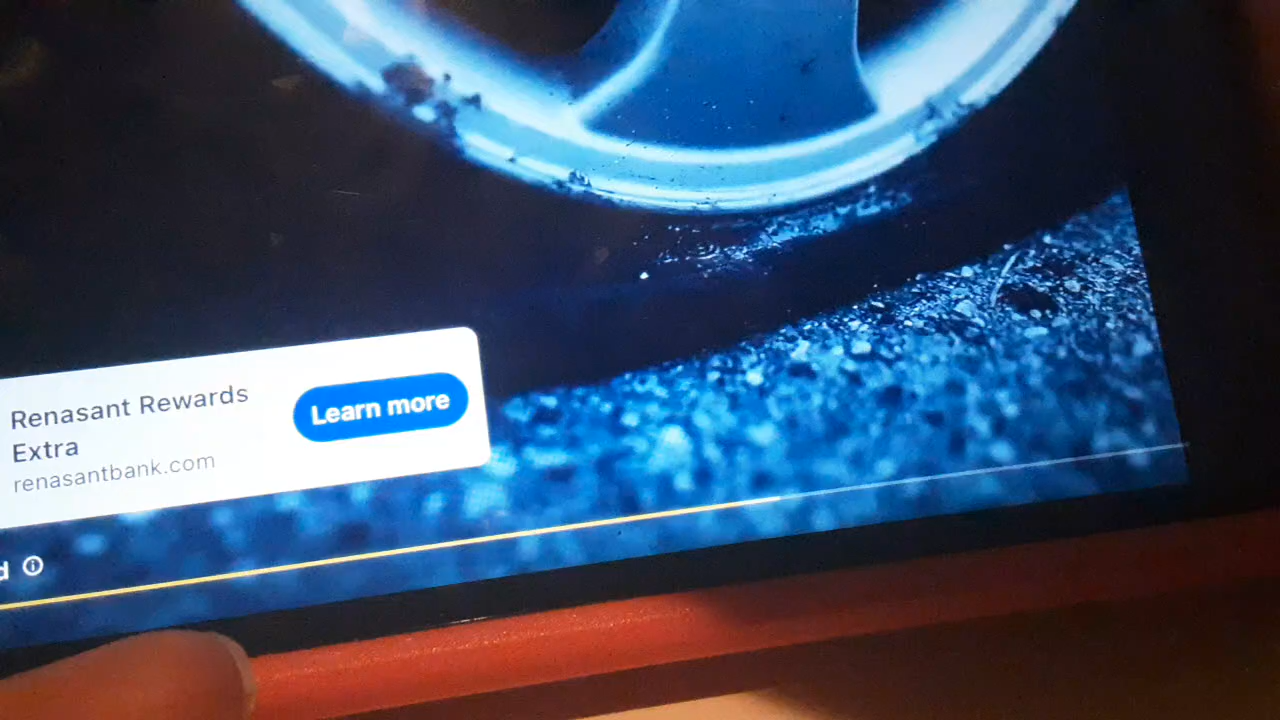 Renasant Rewards
Extra
renasantbank.com
Learn more